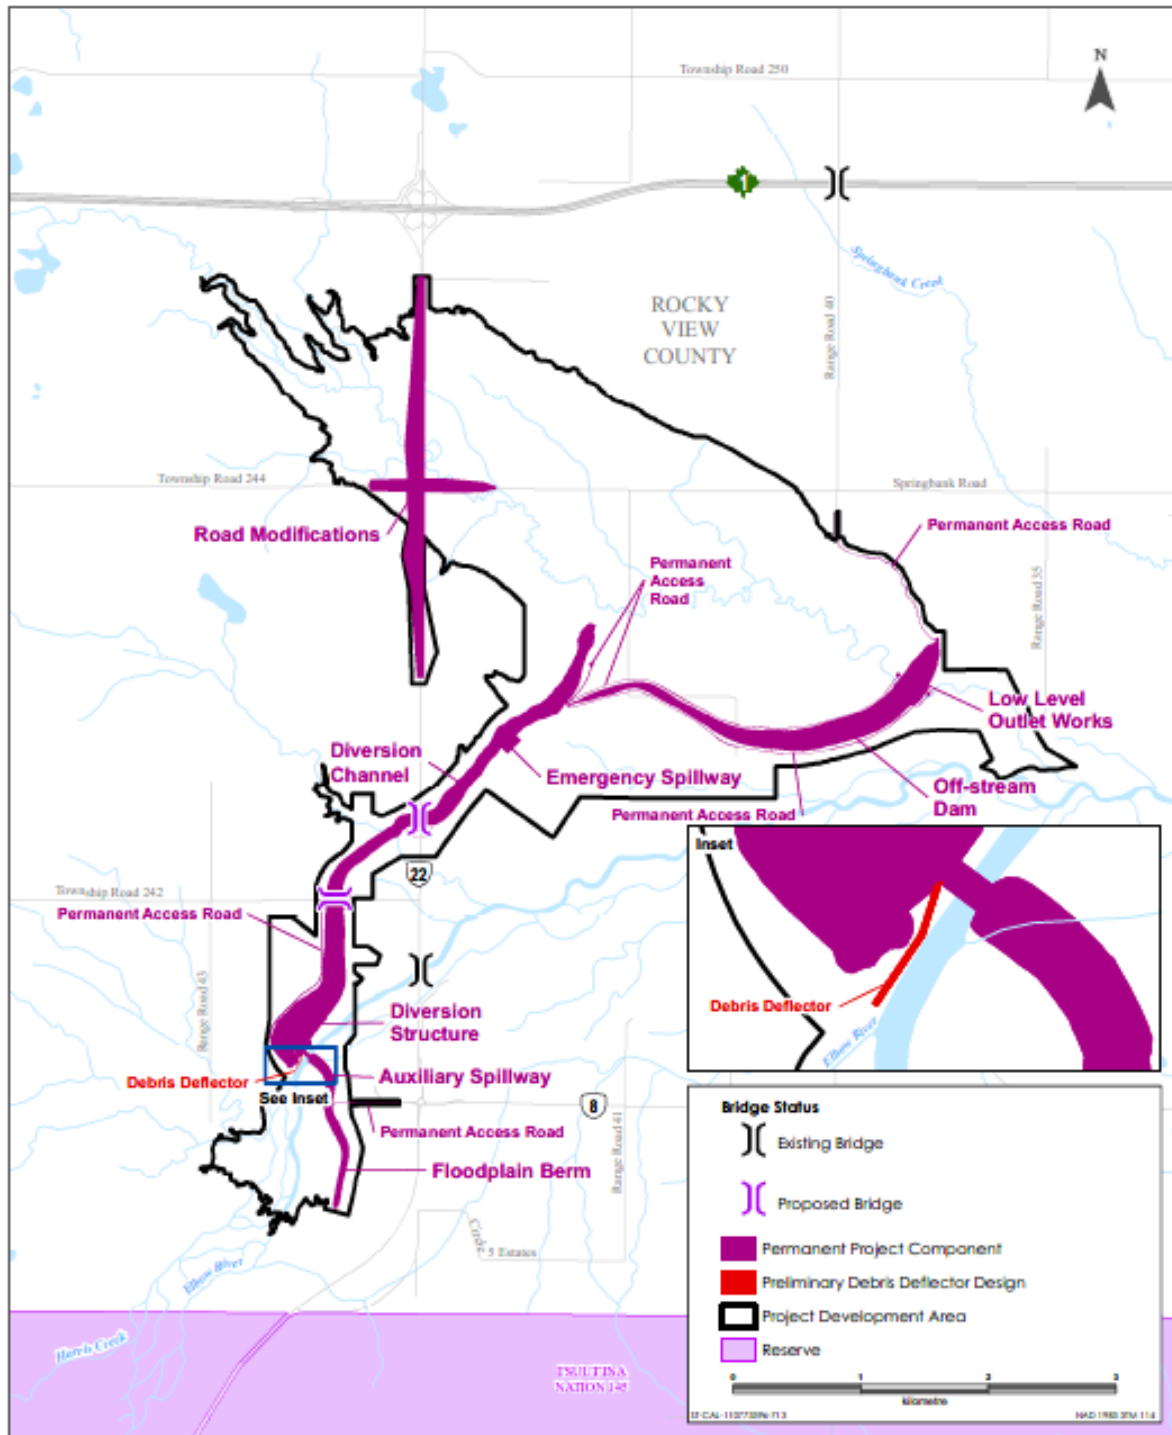 Township Road 250
N
1
Springbank Creek
ROCKY
VIEW
COUNTY
Range Road 40
Township Road 244
Springbank Road
Road Modifications
Permanent Access Road
Permanent
Access
Road
Range Road 35
Low Level
Outlet Works
Diversion
Channel
Emergency Spillway
Off-stream
Dam
Permanent Access Road
Inset
22
Township Road 242
Permanent Access Road
Range Road 43
Debris Deflector
Elbow River
Diversion
Structure
Debris Deflector
Auxiliary Spillway
See Inset
8
Permanent Access Road
Range Road 41
Floodplain Berm
5 Estates
Elbow River
Harris Creek
TSUUT'INA
NATION 145
Bridge Status
Existing Bridge
Proposed Bridge
Permanent Project Component
Preliminary Debris Deflector Design
Project Development Area
Reserve
0 1 2 3
kilometre
NAD 1983 3TM 114